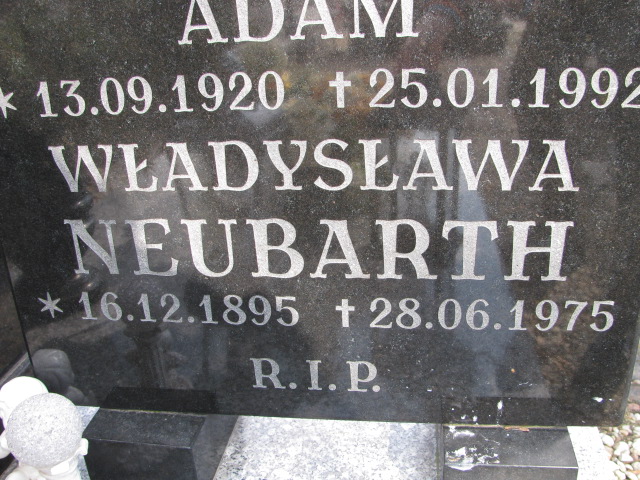 ADAM
* 13.09.1920 ✝ 25.01.1992
WŁADYSŁAWA
NEUBARTH
* 16.12.1895 ✝ 28.06.1975
R.I.P.